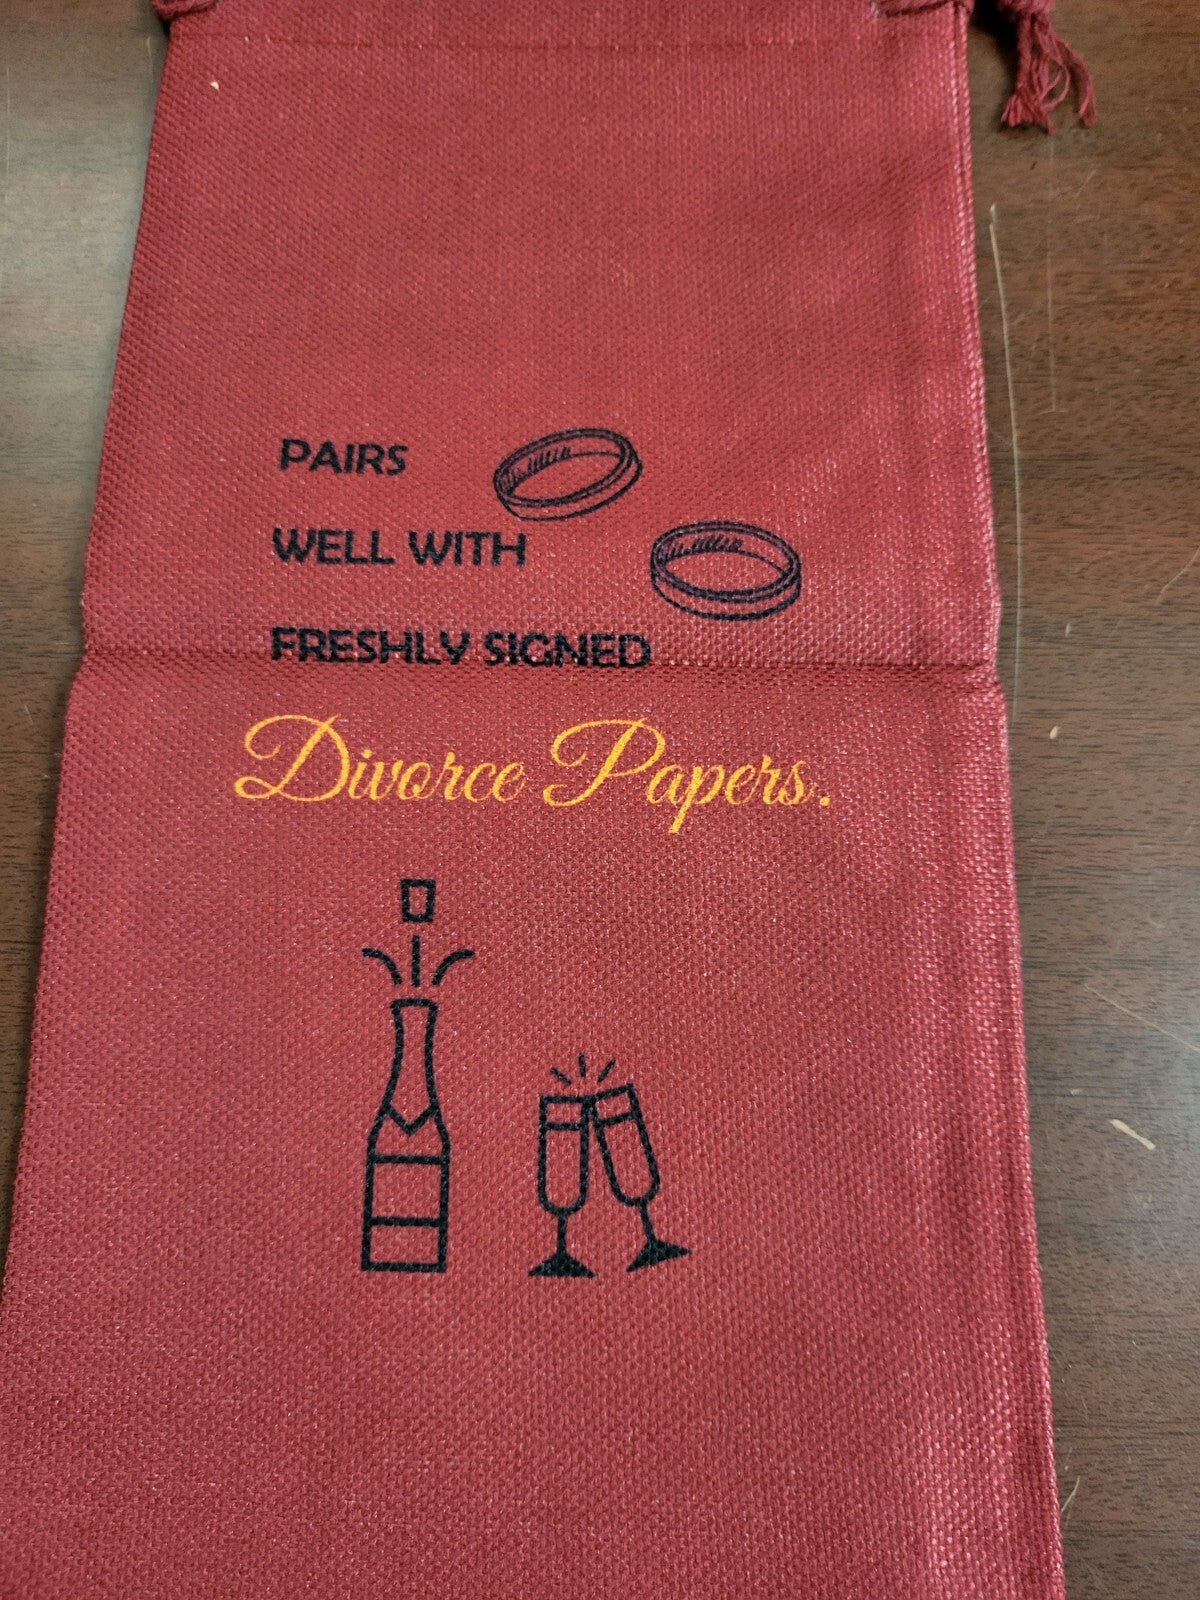 PAIRS
WELL WITH
FRESHLY SIGNED
Divorce Papers.